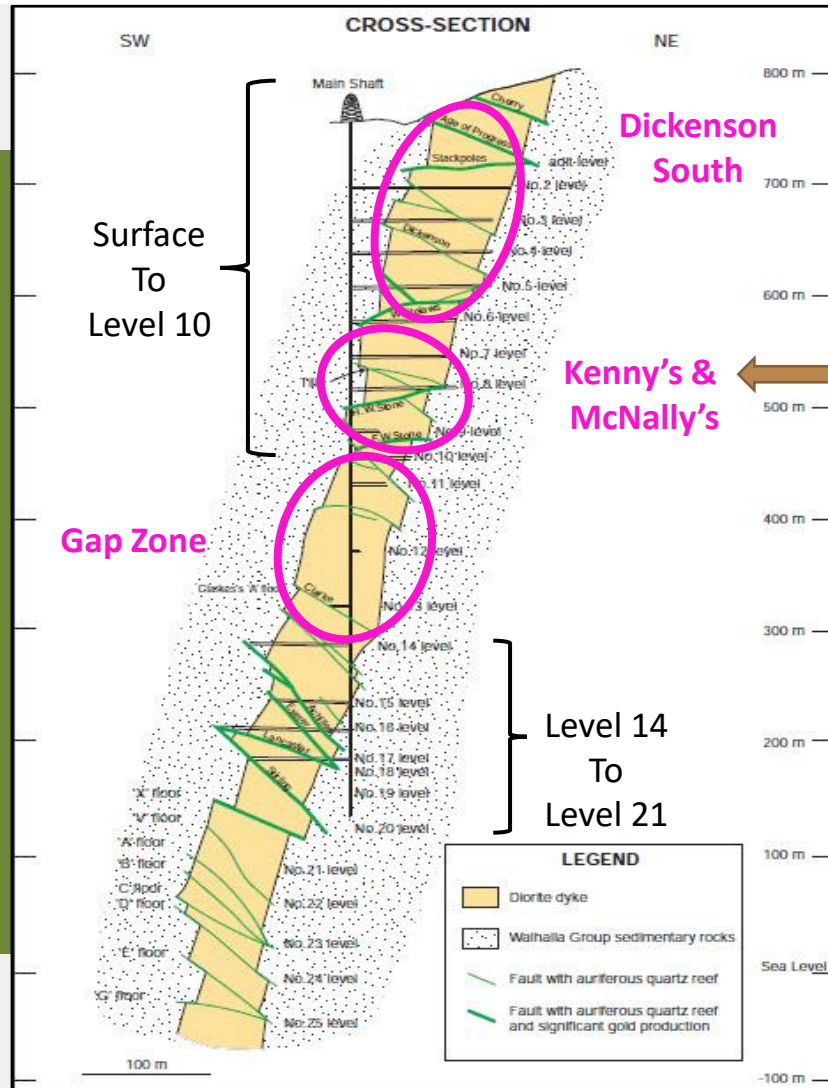 CROSS-SECTION
SW
NE
Main Shaft
800 m
Cherry
Age of Progress
Dickenson
South
Stackpoles
adit level
700 m
No.2 level
No.3 level
Surface
To
Level 10
Dickenson
No.4 level
No.5 level
600 m
No.6 level
No.7 level
Kenny's &
McNally's
No.8 level
500 m
H.W.Stone
No.9 level
F.W.Stone
No.10 level
No.11 level
400 m
Gap Zone
No.12 level
Clarke
No.13 level
300 m
No.14 level
No.15 level
No.16 level
Lancaster
Level 14
To
Level 21
200 m
No.17 level
No.18 level
'X' floor
No.19 level
'V' floor
No.20 level
'A' floor
100 m
'B' floor
No.21 level
'C' floor
'D' floor
No.22 level
No.23 level
'E' floor
No.24 level
Sea Level
'G' floor
No.25 level
100 m
-100 m
LEGEND
Diorite dyke
Walhalla Group sedimentary rocks
Fault with auriferous quartz reef
Fault with auriferous quartz reef
and significant gold production